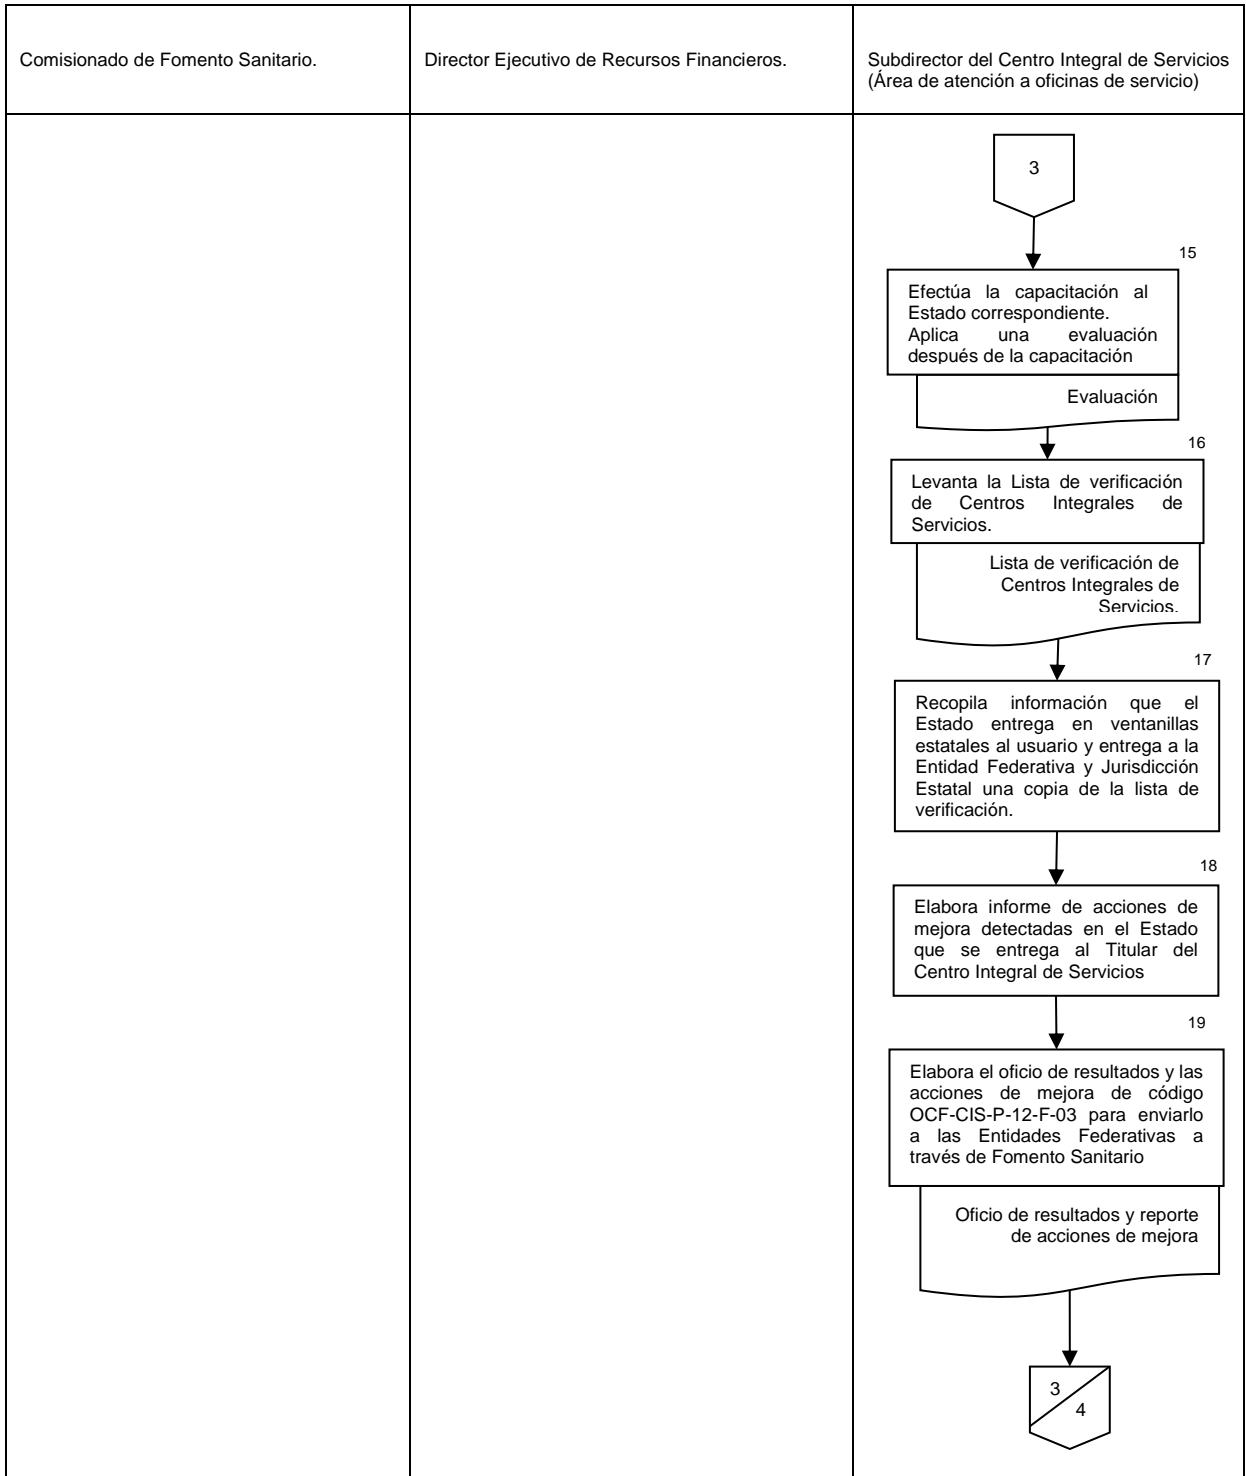 Comisionado de Fomento Sanitario.
Director Ejecutivo de Recursos Financieros.
Subdirector del Centro Integral de Servicios
(Área de atención a oficinas de servicio)
3
15
Efectúa la capacitación al
Estado correspondiente.
Aplica una evaluación
después de la capacitación
Evaluación
16
Levanta la Lista de verificación
de Centros Integrales de
Servicios.
Lista de verificación de
Centros Integrales de
Servicios.
17
Recopila información que el
Estado entrega en ventanillas
estatales al usuario y entrega a la
Entidad Federativa y Jurisdicción
Estatal una copia de la lista de
verificación.
18
Elabora informe de acciones de
mejora detectadas en el Estado
que se entrega al Titular del
Centro Integral de Servicios
19
Elabora el oficio de resultados y las
acciones de mejora de código
OCF-CIS-P-12-F-03 para enviarlo
a las Entidades Federativas a
través de Fomento Sanitario
Oficio de resultados y reporte
de acciones de mejora
3
4